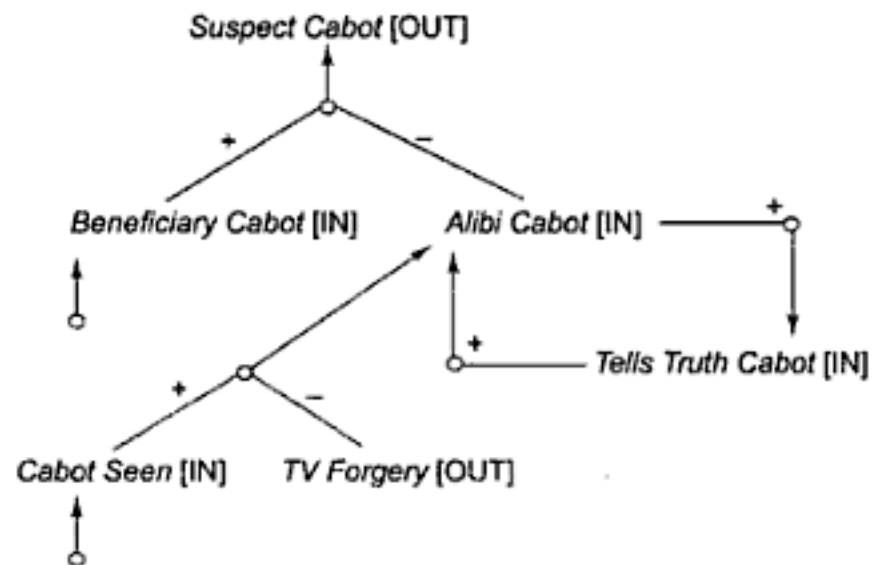 Suspect Cabot [OUT]
+ −
Beneficiary Cabot [IN] Alibi Cabot [IN] +
+ Tells Truth Cabot [IN]
+ −
Cabot Seen [IN] TV Forgery [OUT]